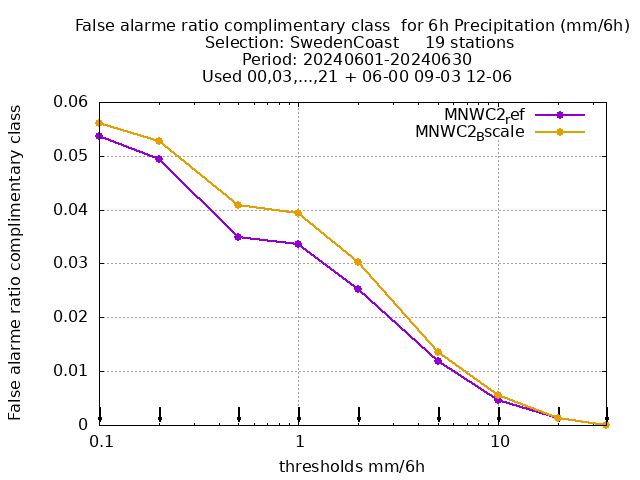 False alarme ratio complimentary class  for 6h Precipitation (mm/6h)
Selection: SwedenCoast     19 stations
Period: 20240601-20240630
Used 00,03,...,21 + 06-00 09-03 12-06
MNWC2ref
MNWC2Bscale
0.06
0.05
0.04
0.03
0.02
0.01
0
False alarme ratio complimentary class
0.1 1 10
thresholds mm/6h